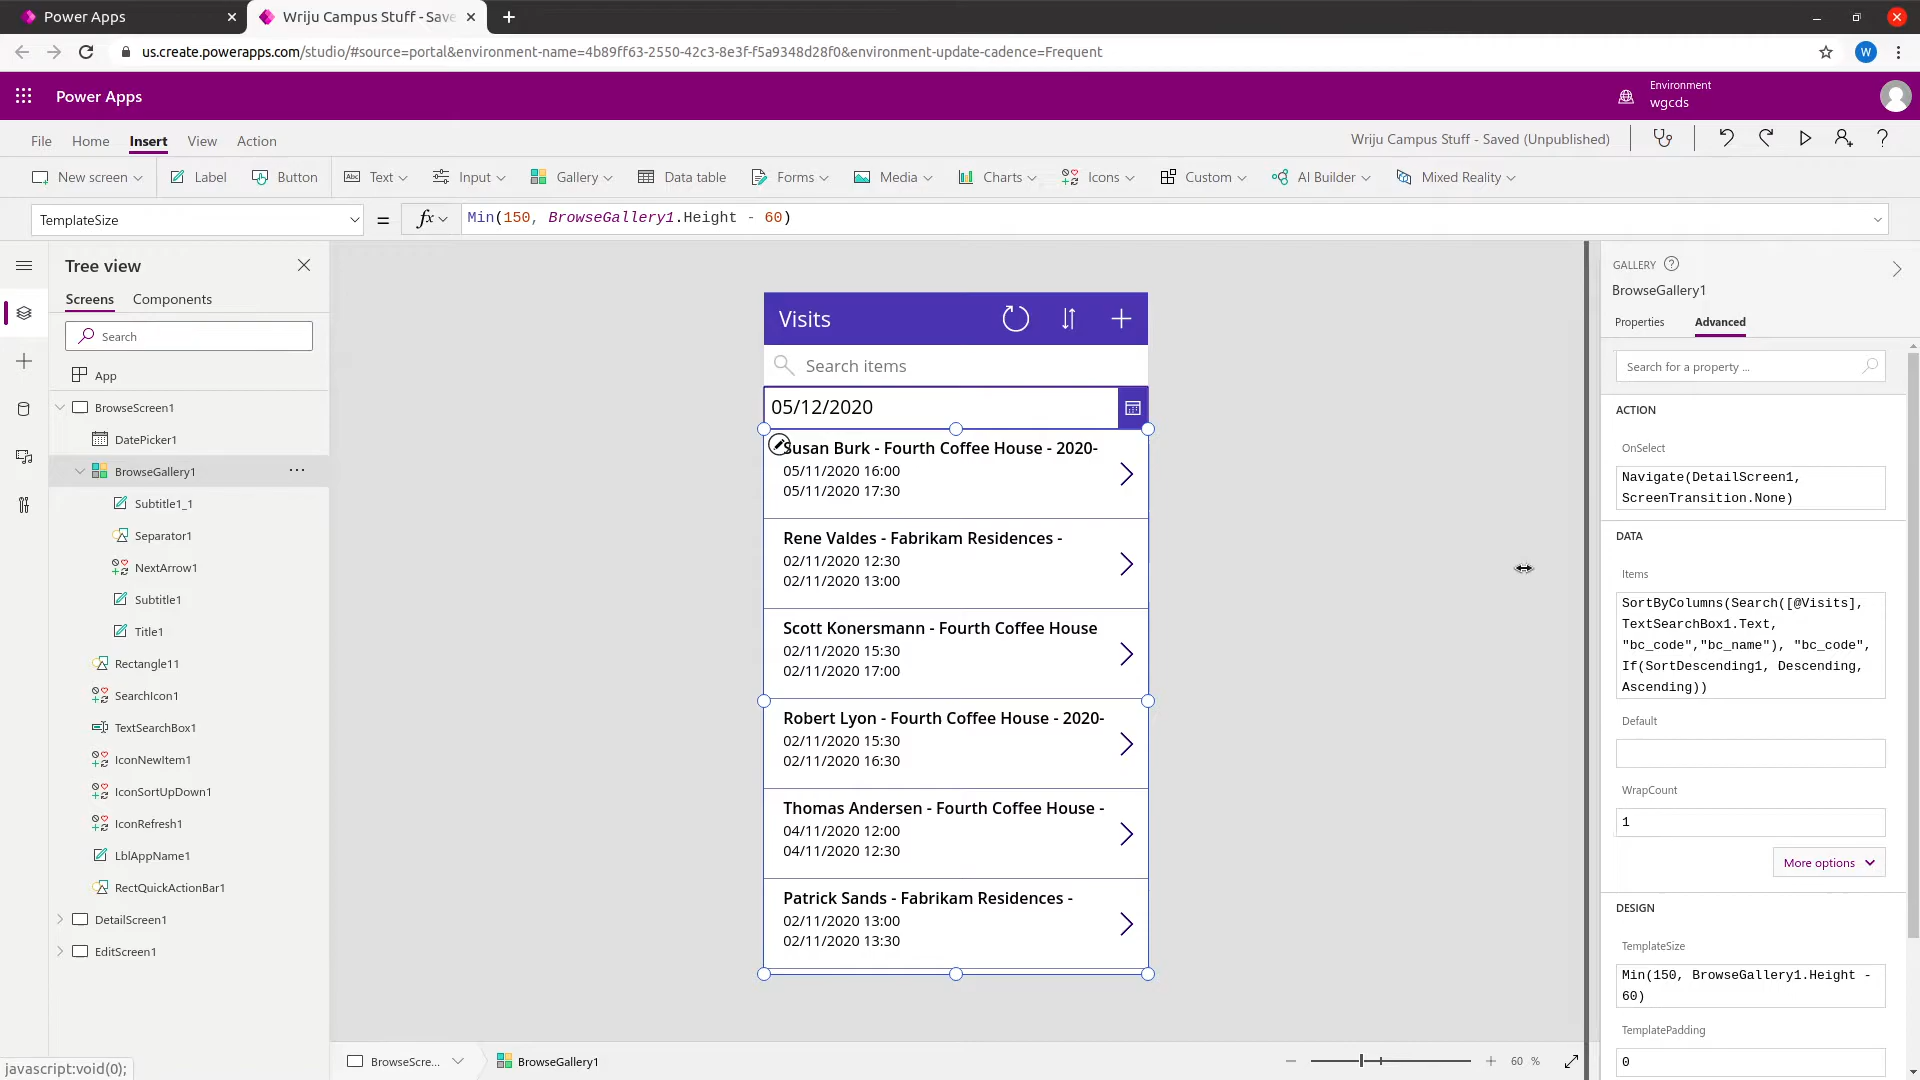 Power Apps
Wriju Campus Stuff - Save
us.create.powerapps.com/studio/#source=portal&environment-name=4b89ff63-2550-42c3-8e3f-f5a9348d28f0&environment-update-cadence=Frequent
W
Power Apps
Environment
wgcds
File
Home
Insert
View
Action
Wriju Campus Stuff - Saved (Unpublished)
New screen
Label
Button
Text
Input
Gallery
Data table
Forms
Media
Charts
Icons
Custom
AI Builder
Mixed Reality
TemplateSize
=
fx
Min(150, BrowseGallery1.Height - 60)
Tree view
Screens
Components
Search
App
BrowseScreen1
DatePicker1
BrowseGallery1
Subtitle1_1
Separator1
NextArrow1
Subtitle1
Title1
Rectangle11
SearchIcon1
TextSearchBox1
IconNewItem1
IconSortUpDown1
IconRefresh1
LblAppName1
RectQuickActionBar1
DetailScreen1
EditScreen1
javascript:void(0);
Visits
Search items
05/12/2020
Susan Burk - Fourth Coffee House - 2020-
05/11/2020 16:00
05/11/2020 17:30
Rene Valdes - Fabrikam Residences -
02/11/2020 12:30
02/11/2020 13:00
Scott Konersmann - Fourth Coffee House
02/11/2020 15:30
02/11/2020 17:00
Robert Lyon - Fourth Coffee House - 2020-
02/11/2020 15:30
02/11/2020 16:30
Thomas Andersen - Fourth Coffee House -
04/11/2020 12:00
04/11/2020 12:30
Patrick Sands - Fabrikam Residences -
02/11/2020 13:00
02/11/2020 13:30
BrowseScre...
BrowseGallery1
60 %
GALLERY
BrowseGallery1
Properties
Advanced
Search for a property ...
ACTION
OnSelect
Navigate(DetailScreen1,
ScreenTransition.None)
DATA
Items
SortByColumns(Search([@Visits],
TextSearchBox1.Text,
"bc_code","bc_name"), "bc_code",
If(SortDescending1, Descending,
Ascending))
Default
WrapCount
1
More options
DESIGN
TemplateSize
Min(150, BrowseGallery1.Height -
60)
TemplatePadding
0